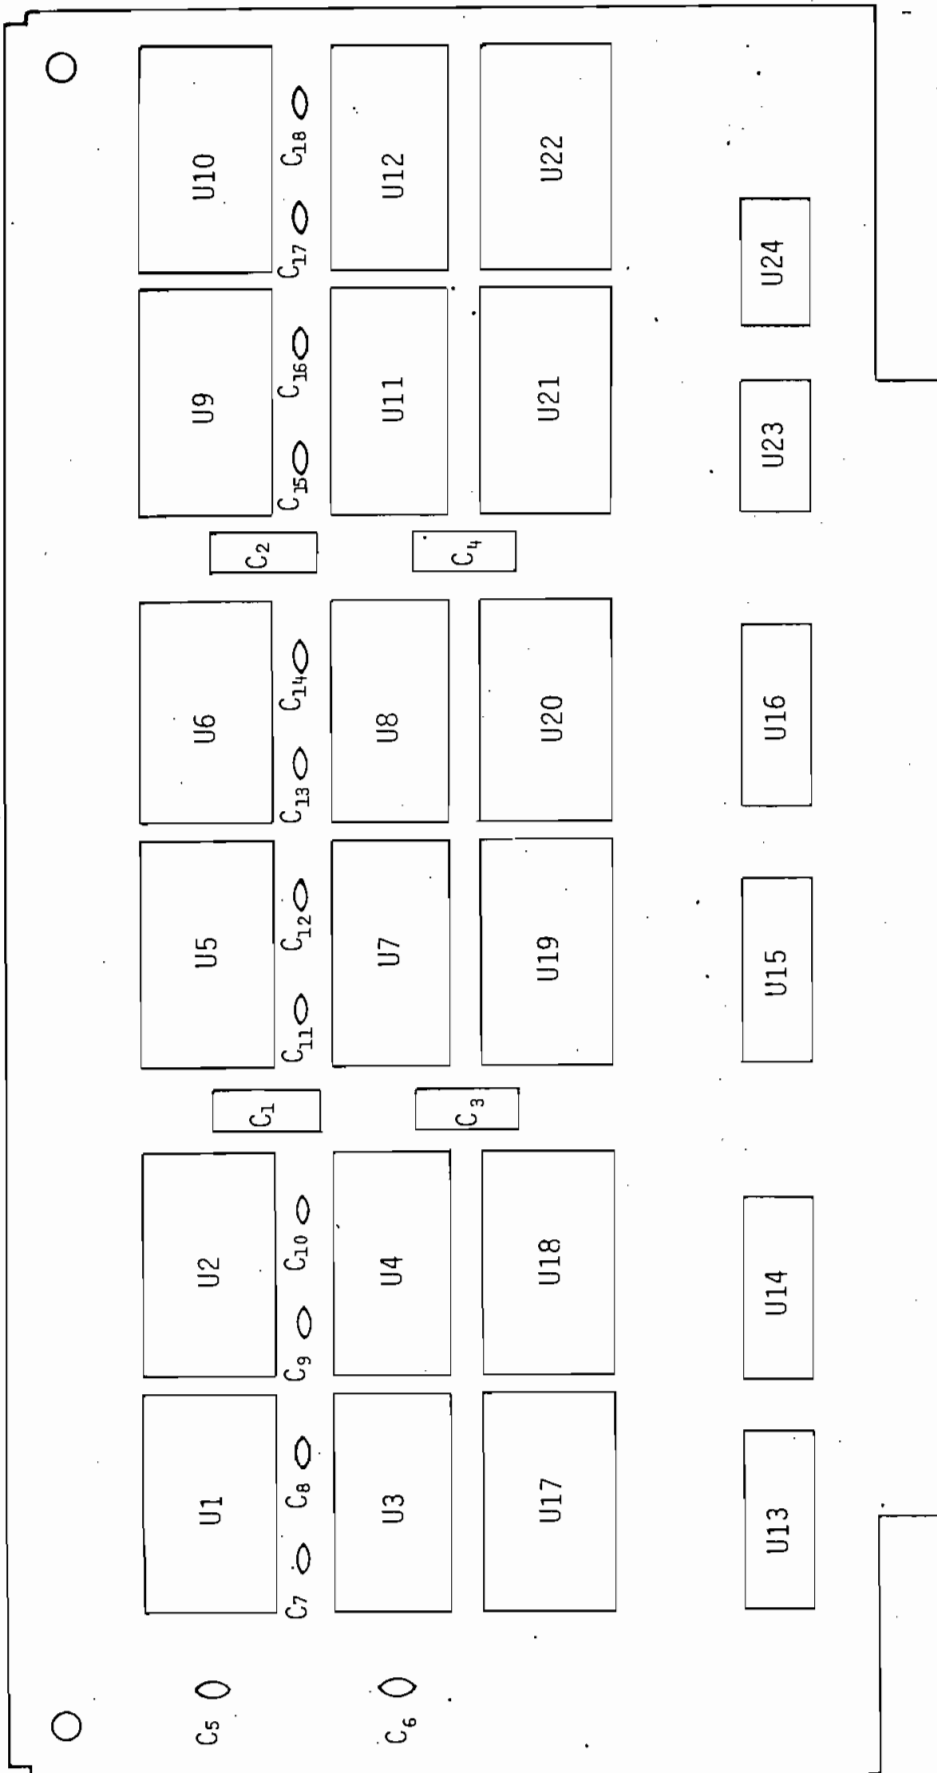 U1 U2 U5 U6 U9 U10
C₇ C₈ C₉ C₁₀ C₁₁ C₁₂ C₁₃ C₁₄ C₁₅ C₁₆ C₁₇ C₁₈
C₅ C₁ C₂
U3 U4 U7 U8 U11 U12
C₆ C₃ C₄
U17 U18 U19 U20 U21 U22
U13 U14 U15 U16 U23 U24